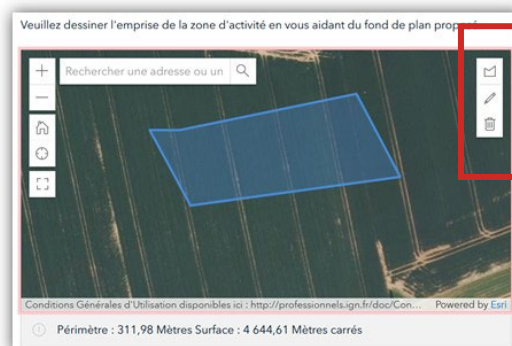 Veuillez dessiner l'emprise de la zone d'activité en vous aidant du fond de plan proposé
Rechercher une adresse ou un
Conditions Générales d'Utilisation disponibles ici : http://professionnels.ign.fr/doc/Con... Powered by Esri
Périmètre : 311,98 Mètres Surface : 4 644,61 Mètres carrés